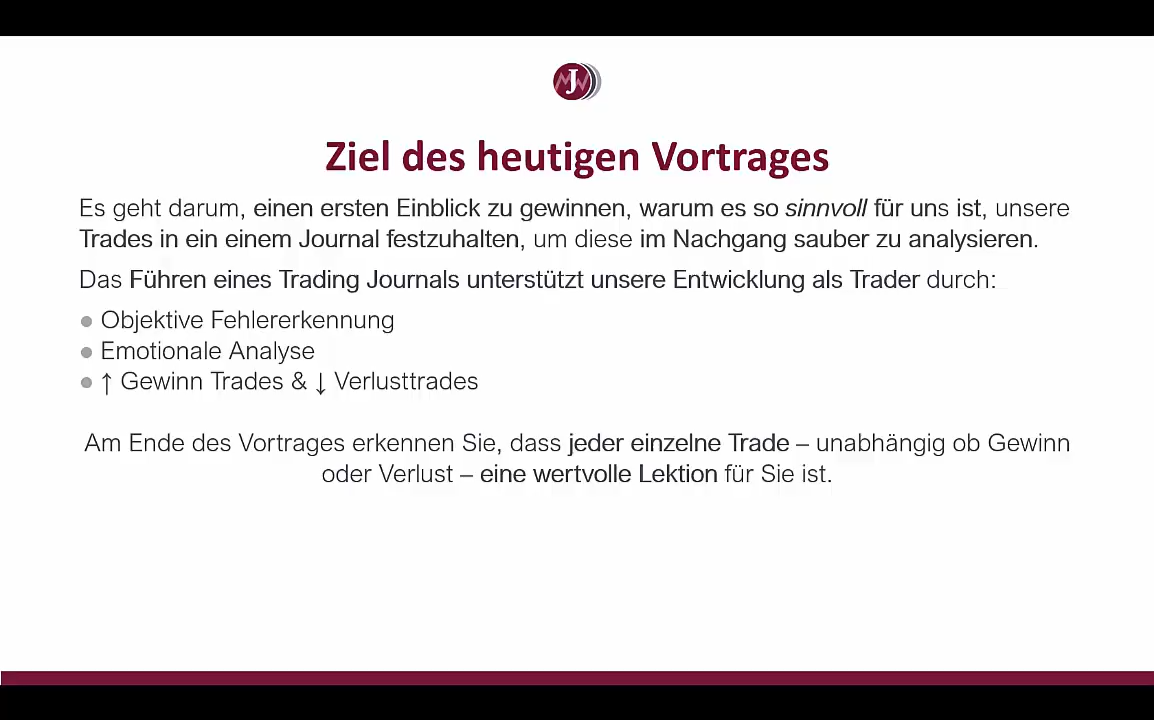 J
Ziel des heutigen Vortrages
Es geht darum, einen ersten Einblick zu gewinnen, warum es so sinnvoll für uns ist, unsere
Trades in ein einem Journal festzuhalten, um diese im Nachgang sauber zu analysieren.
Das Führen eines Trading Journals unterstützt unsere Entwicklung als Trader durch:
● Objektive Fehlererkennung
● Emotionale Analyse
● ↑ Gewinn Trades & ↓ Verlusttrades
Am Ende des Vortrages erkennen Sie, dass jeder einzelne Trade – unabhängig ob Gewinn
oder Verlust – eine wertvolle Lektion für Sie ist.